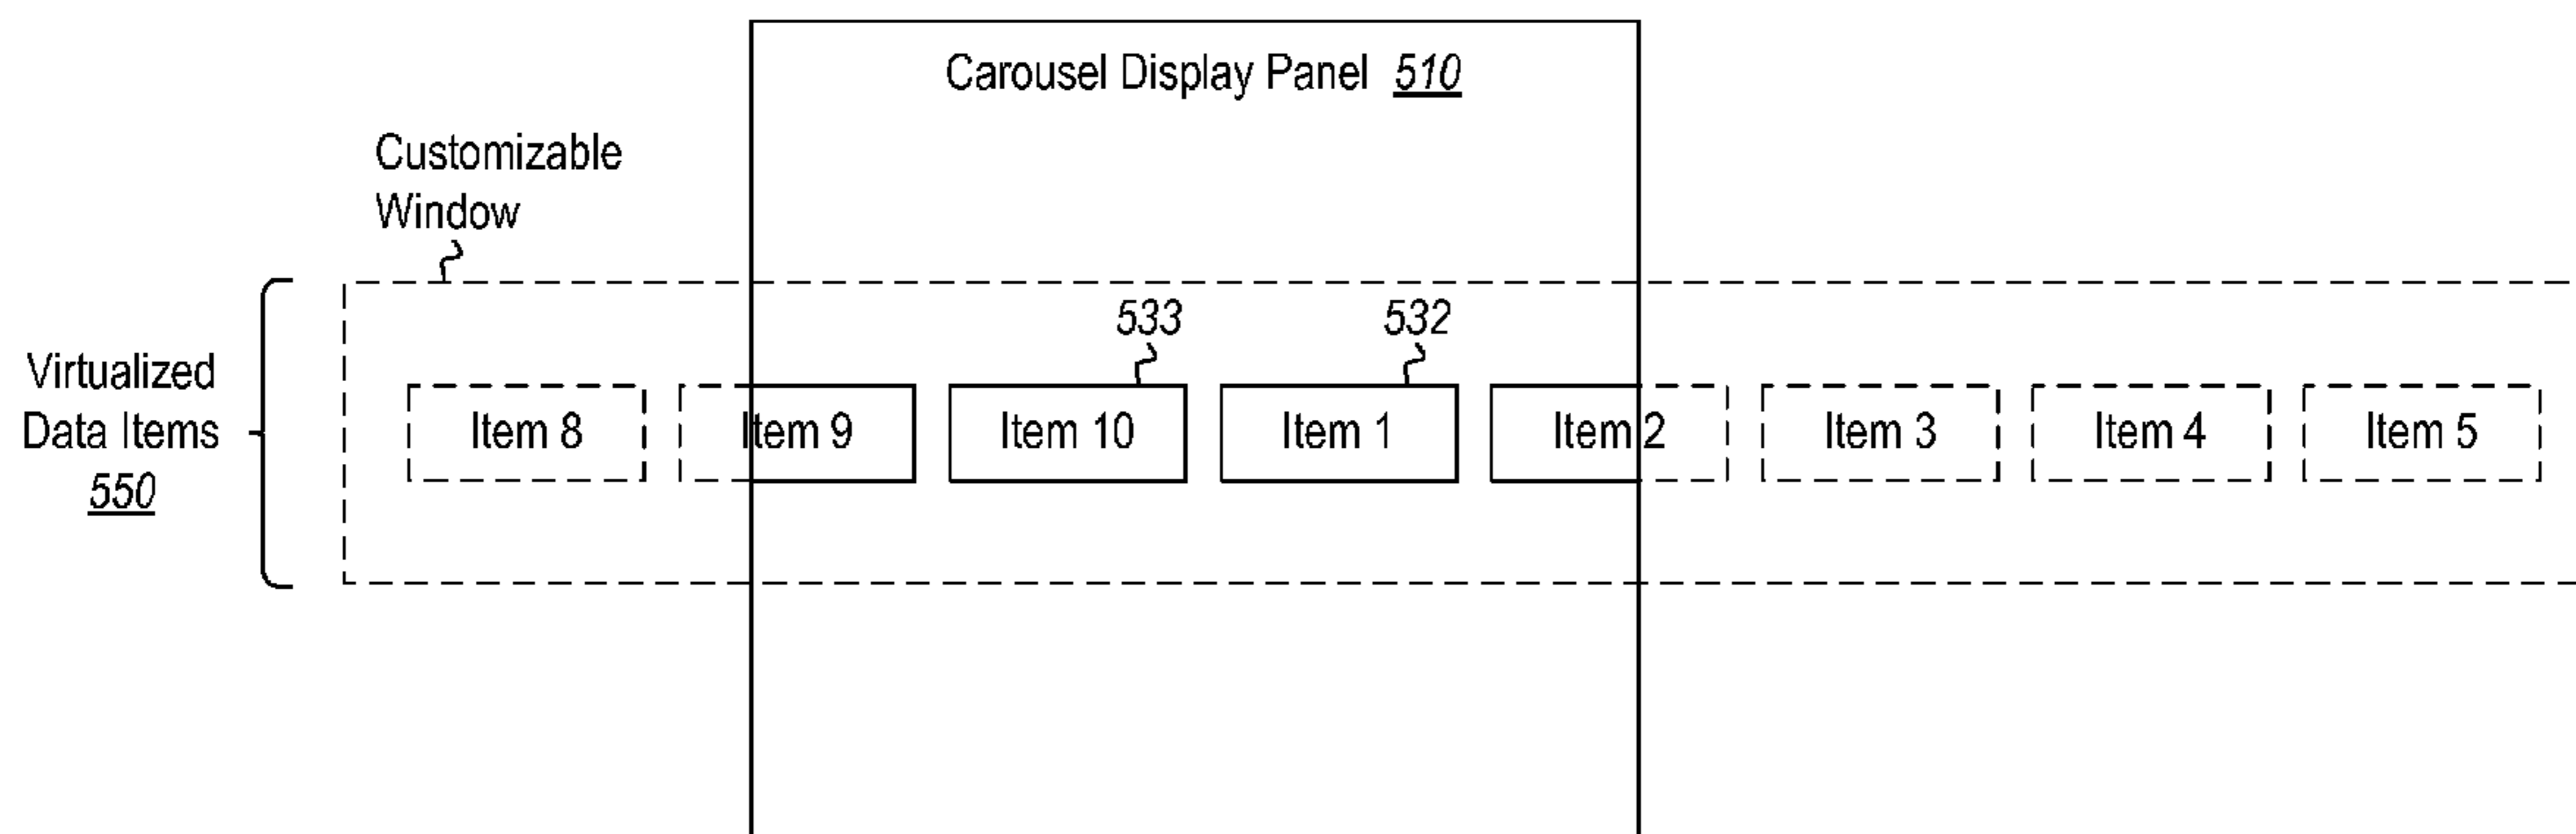 Carousel Display Panel 510
Customizable
Window
533
532
Virtualized
Data Items
550
Item 8
Item 9
Item 10
Item 1
Item 2
Item 3
Item 4
Item 5